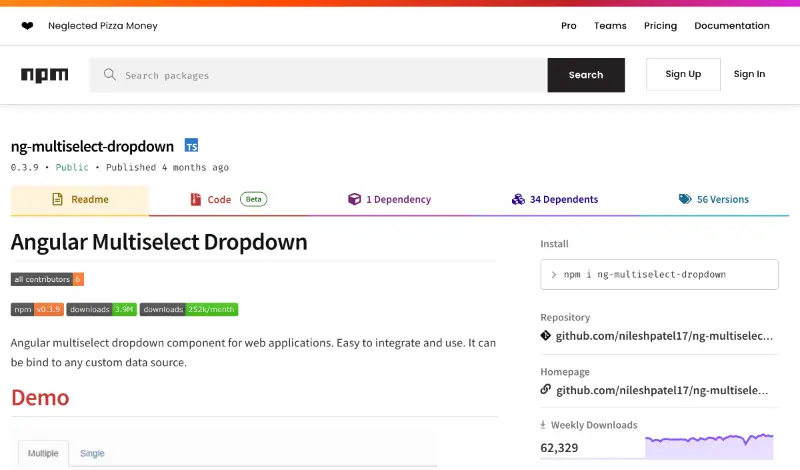 ❤ Neglected Pizza Money
Pro Teams Pricing Documentation
npm Search packages Search Sign Up Sign In
ng-multiselect-dropdown TS
0.3.9 • Public • Published 4 months ago
Readme Code Beta 1 Dependency 34 Dependents 56 Versions
Angular Multiselect Dropdown
all contributors 6
npm v0.3.9 downloads 3.9M downloads 252k/month
Angular multiselect dropdown component for web applications. Easy to integrate and use. It can
be bind to any custom data source.
Demo
Multiple Single
Install
> npm i ng-multiselect-dropdown
Repository
github.com/nileshpatel17/ng-multiselec...
Homepage
github.com/nileshpatel17/ng-multisele...
Weekly Downloads
62,329